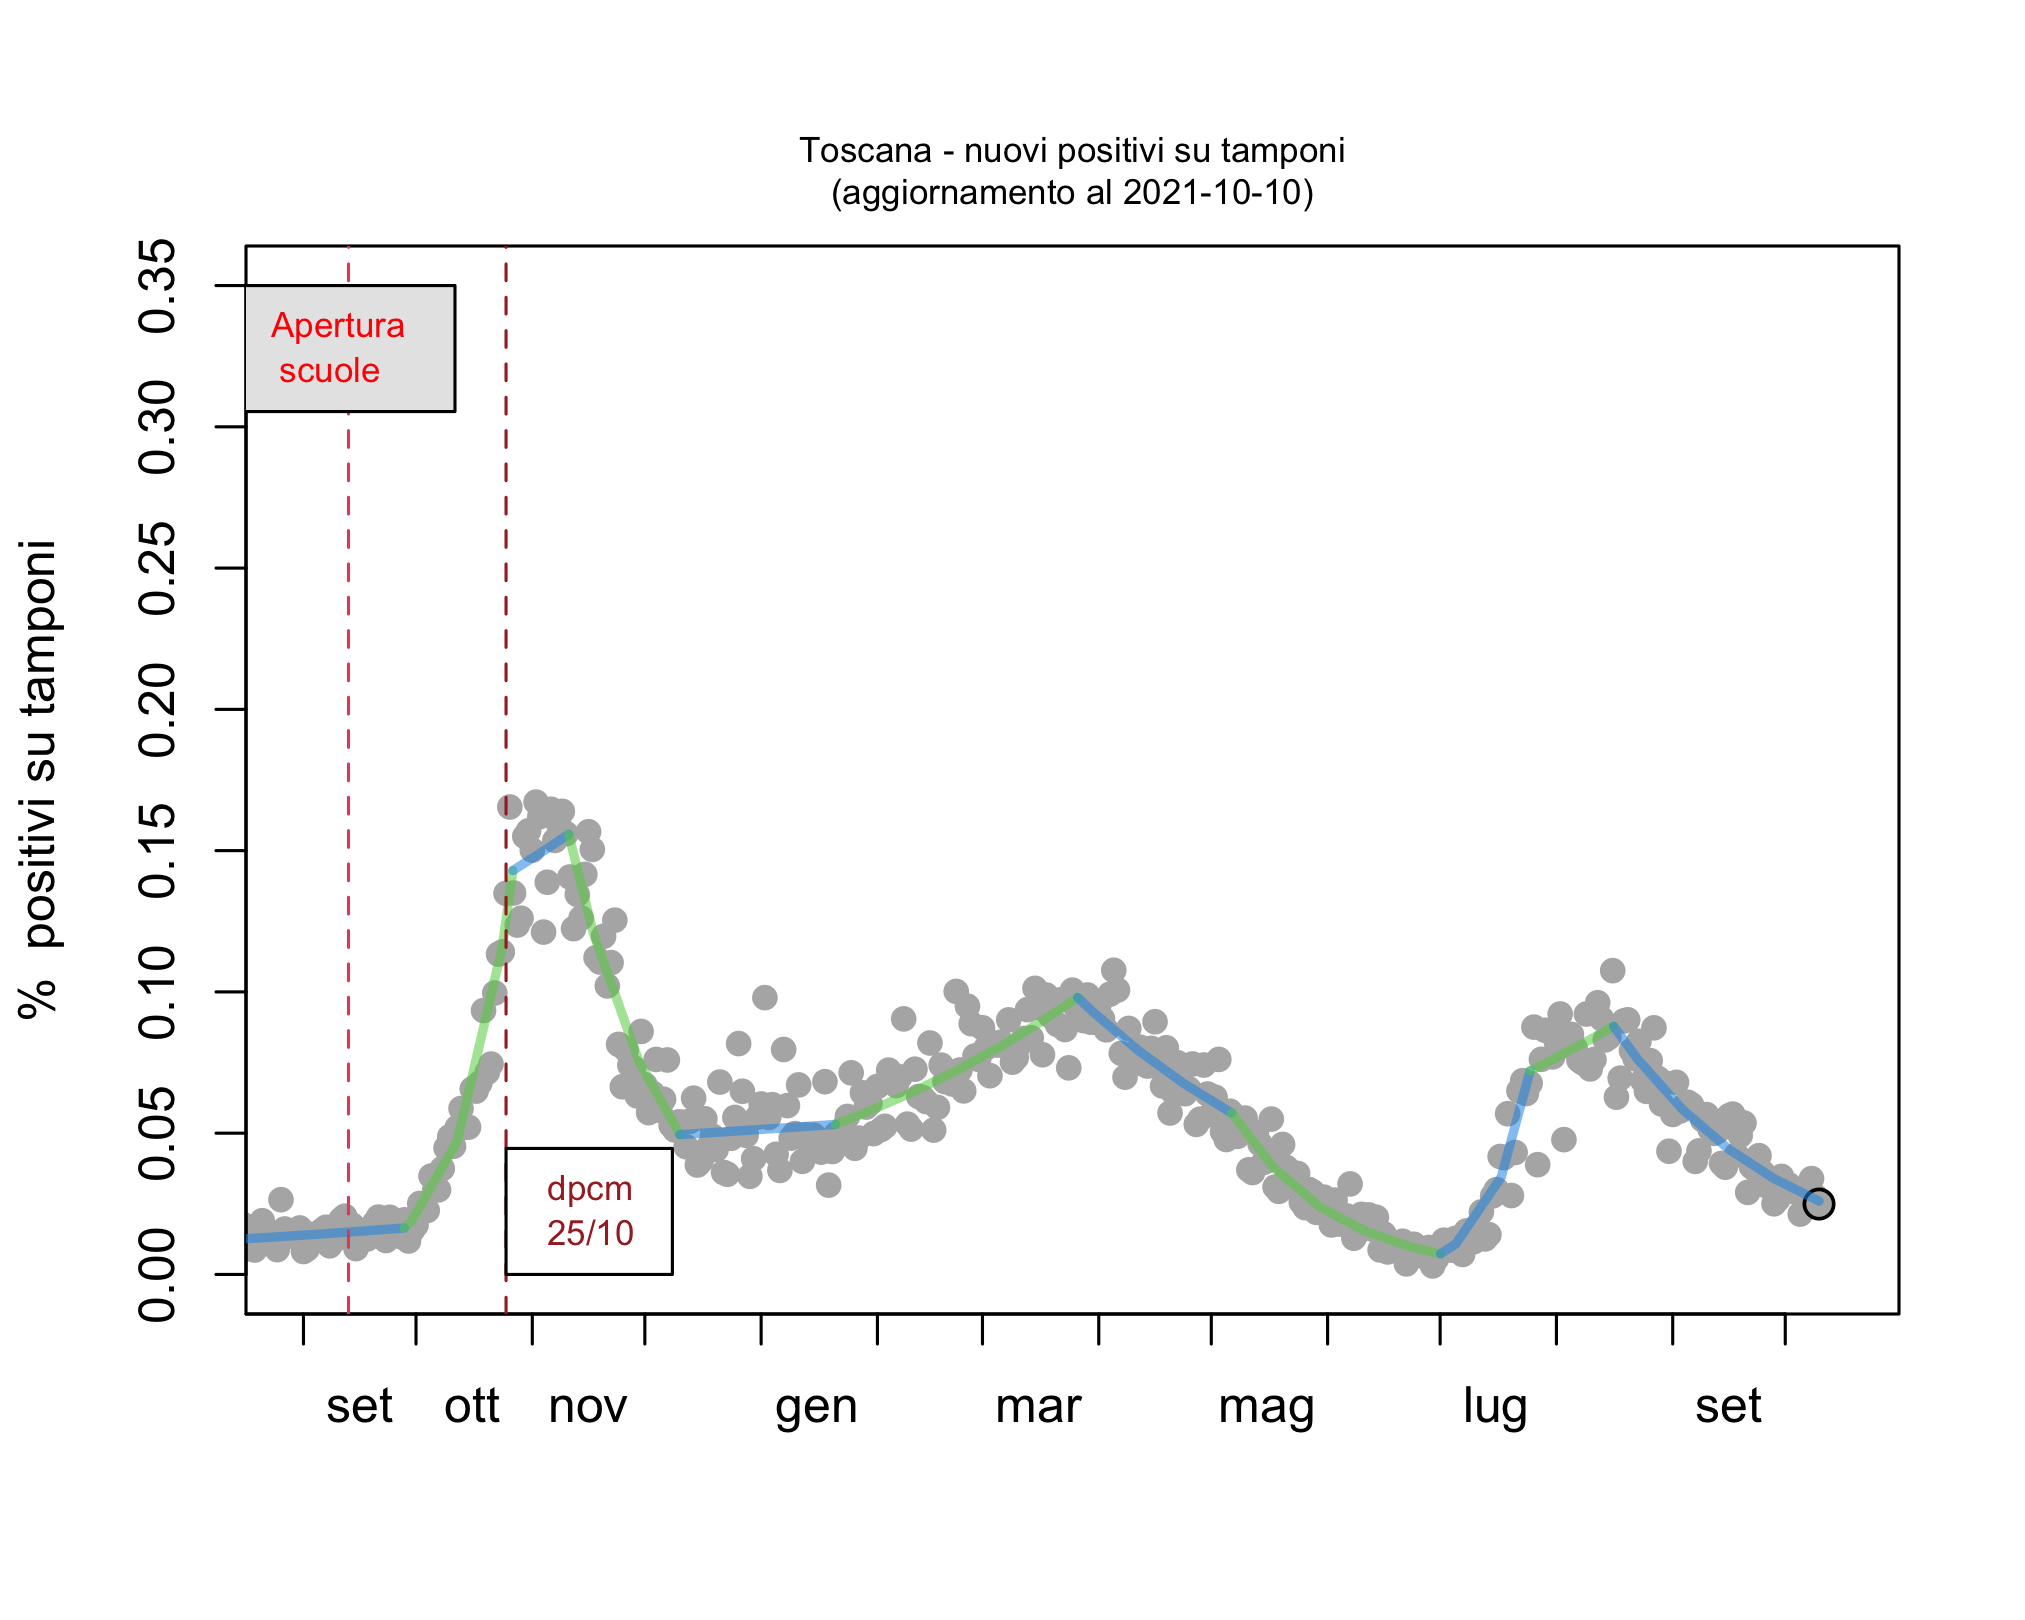 Toscana - nuovi positivi su tamponi
(aggiornamento al 2021-10-10)
% positivi su tamponi
0.35
0.30
0.25
0.20
0.15
0.10
0.05
0.00
Apertura
scuole
dpcm
25/10
set ott nov gen mar mag lug set